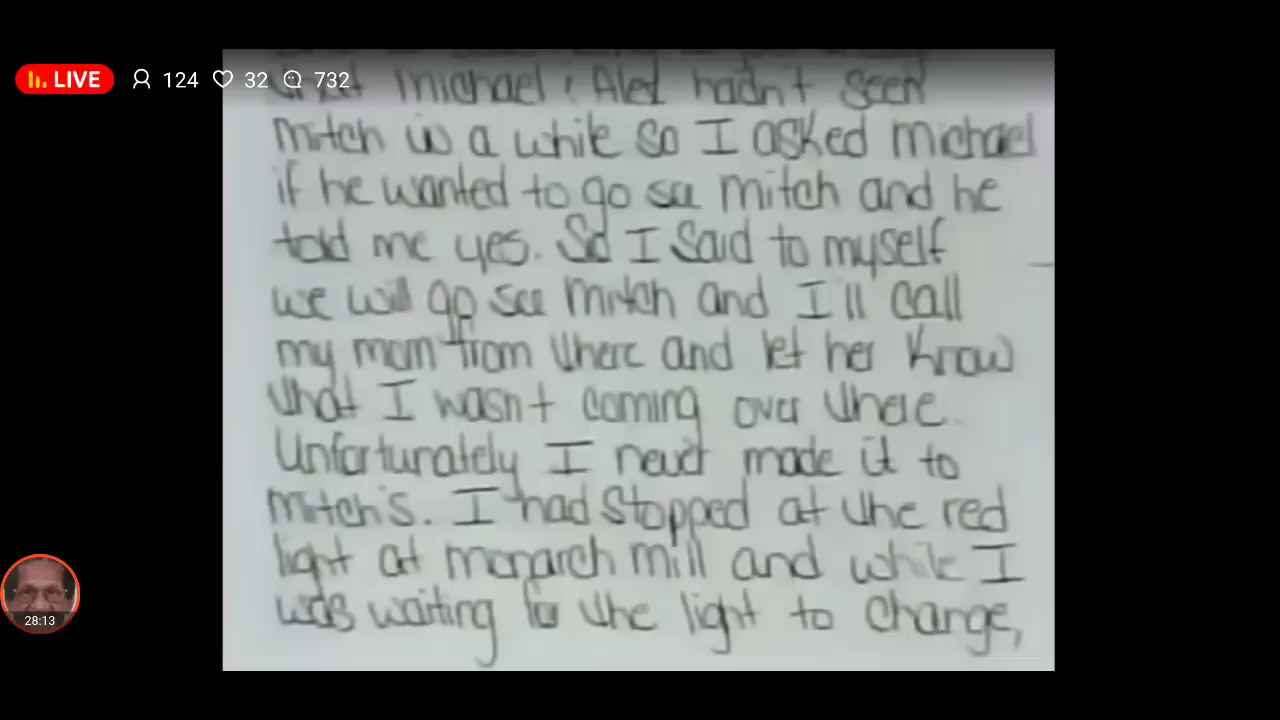 LIVE 124 32 732
that michael & Alex hadn't seen
mitch in a while so I asked michael
if he wanted to go see mitch and he
told me yes. So I said to myself
we will go see mitch and I'll call
my mom from there and let her know
that I wasn't coming over there.
Unfortunately I never made it to
mitch's. I had stopped at the red
light at monarch mill and while I
was waiting for the light to change,
28:13